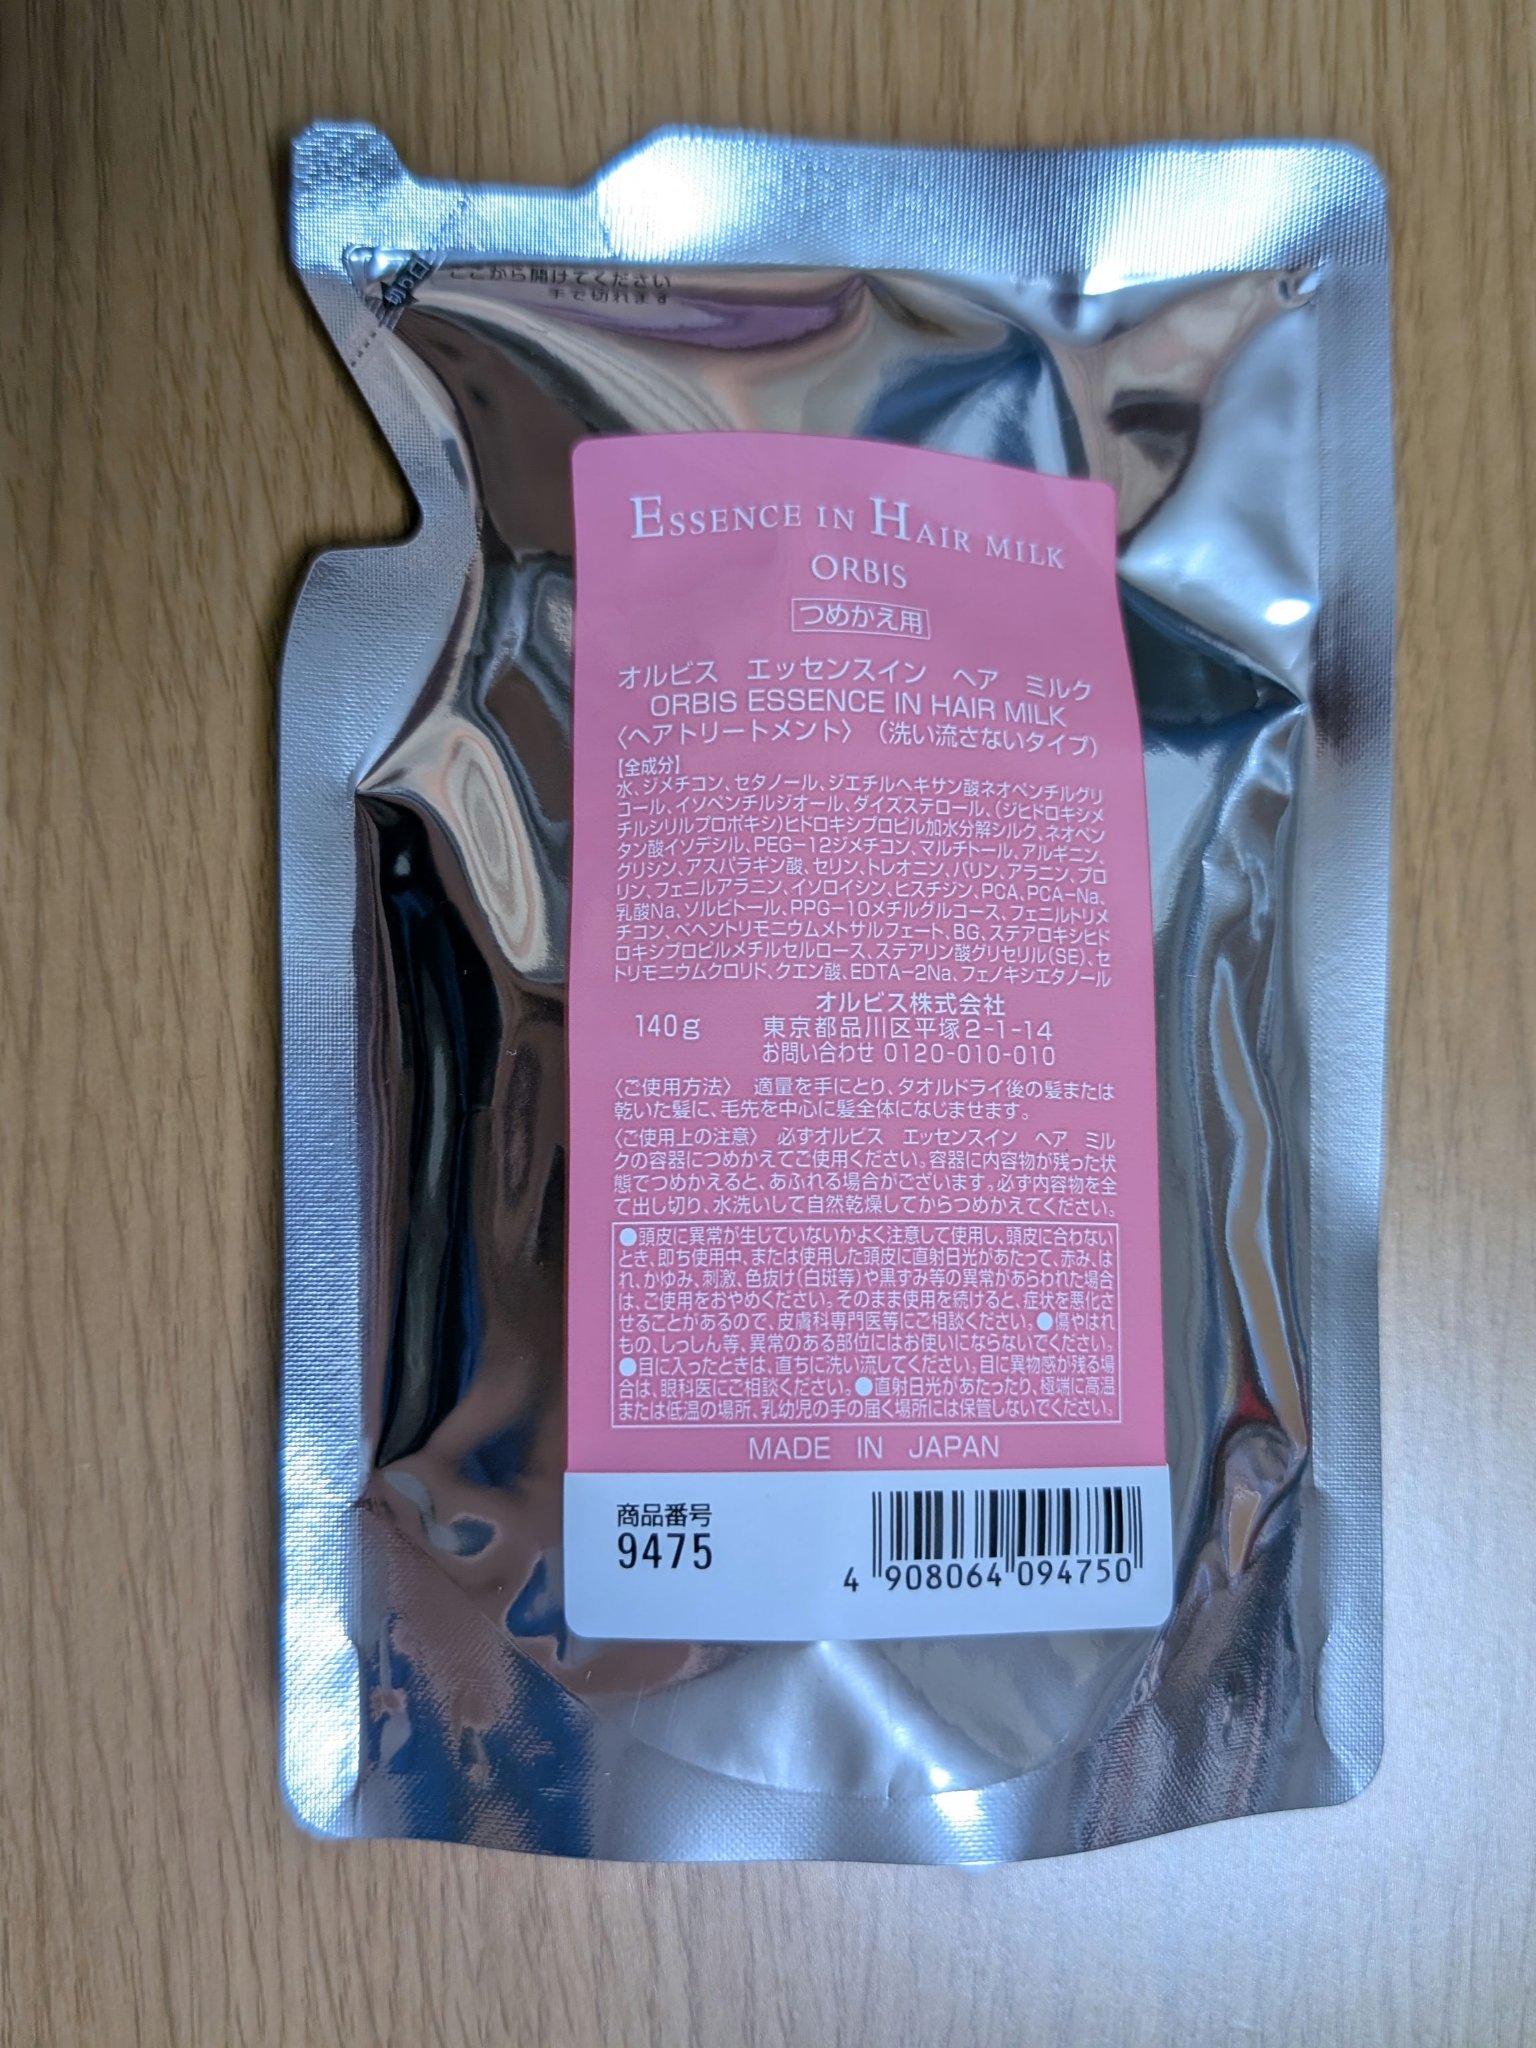 切り口
ここから開けてください
手で切れます
ESSENCE IN HAIR MILK
ORBIS
つめかえ用
オルビス エッセンスイン ヘア ミルク
ORBIS ESSENCE IN HAIR MILK
〈ヘアトリートメント〉（洗い流さないタイプ）
【全成分】
水、ジメチコン、セタノール、ジエチルヘキサン酸ネオペンチルグリ
コール、イソペンチルジオール、ダイズステロール、（ジヒドロキシメ
チルシリルプロポキシ）ヒドロキシプロピル加水分解シルク、ネオペン
タン酸イソデシル、PEG-12ジメチコン、マルチトール、アルギニン、
グリシン、アスパラギン酸、セリン、トレオニン、バリン、アラニン、プロ
リン、フェニルアラニン、イソロイシン、ヒスチジン、PCA、PCA-Na、
乳酸Na、ソルビトール、PPG-10メチルグルコース、フェニルトリメ
チコン、ベヘントリモニウムメトサルフェート、BG、ステアロキシヒド
ロキシプロピルメチルセルロース、ステアリン酸グリセリル（SE）、セ
トリモニウムクロリド、クエン酸、EDTA-2Na、フェノキシエタノール
オルビス株式会社
140g 東京都品川区平塚2-1-14
お問い合わせ 0120-010-010
〈ご使用方法〉 適量を手にとり、タオルドライ後の髪または
乾いた髪に、毛先を中心に髪全体になじませます。
〈ご使用上の注意〉 必ずオルビス エッセンスイン ヘア ミル
クの容器につめかえてご使用ください。容器に内容物が残った状
態でつめかえると、あふれる場合がございます。必ず内容物を全
て出し切り、水洗いして自然乾燥してからつめかえてください。
●頭皮に異常が生じていないかよく注意して使用し、頭皮に合わない
とき、即ち使用中、または使用した頭皮に直射日光があたって、赤み、は
れ、かゆみ、刺激、色抜け（白斑等）や黒ずみ等の異常があらわれた場合
は、ご使用をおやめください。そのまま使用を続けると、症状を悪化さ
せることがあるので、皮膚科専門医等にご相談ください。●傷やはれ
もの、しっしん等、異常のある部位にはお使いにならないでください。
●目に入ったときは、直ちに洗い流してください。目に異物感が残る場
合は、眼科医にご相談ください。●直射日光があたったり、極端に高温
または低温の場所、乳幼児の手の届く場所には保管しないでください。
MADE IN JAPAN
商品番号
9475
4 908064 094750